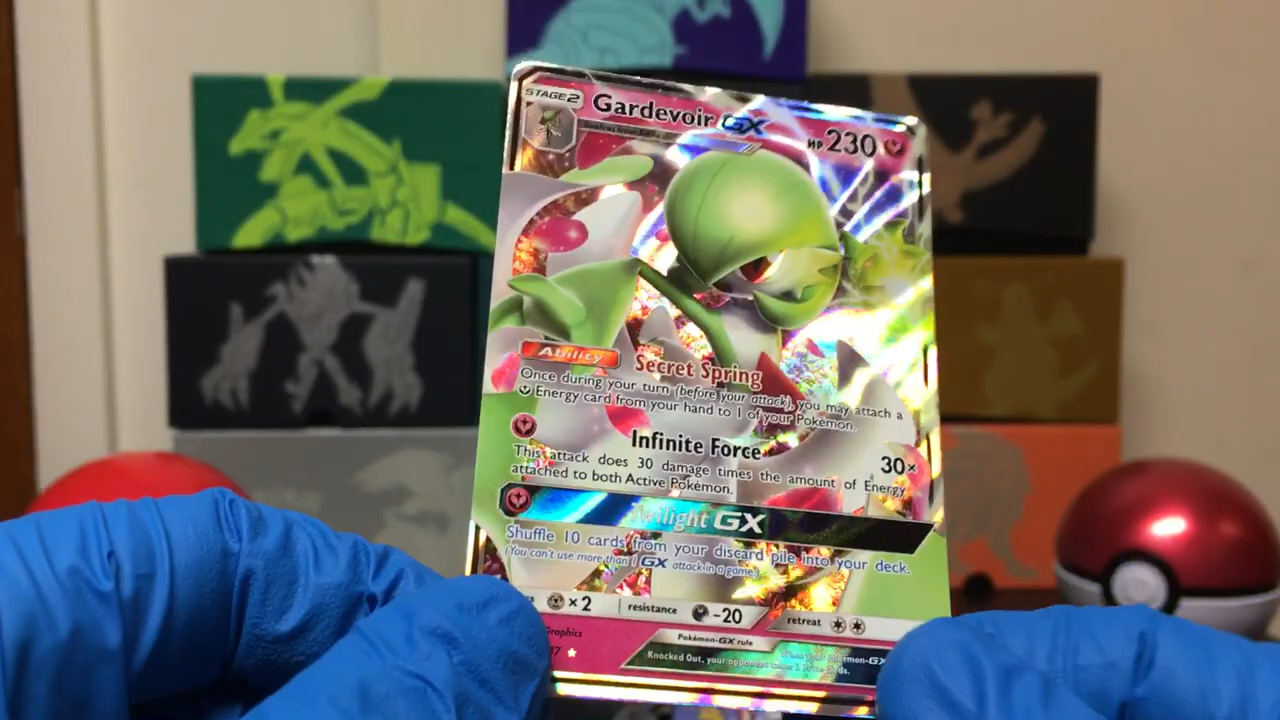 STAGE2 Gardevoir GX HP 230
Ability Secret Spring
Once during your turn (before your attack), you may attach a
Energy card from your hand to 1 of your Pokémon.
Infinite Force 30×
This attack does 30 damage times the amount of Energy
attached to both Active Pokémon.
Twilight GX
Shuffle 10 cards from your discard pile into your deck.
(You can't use more than 1 GX attack in a game.)
×2 resistance -20 retreat
Graphics
Pokémon-GX rule
Knocked Out, your opponent takes